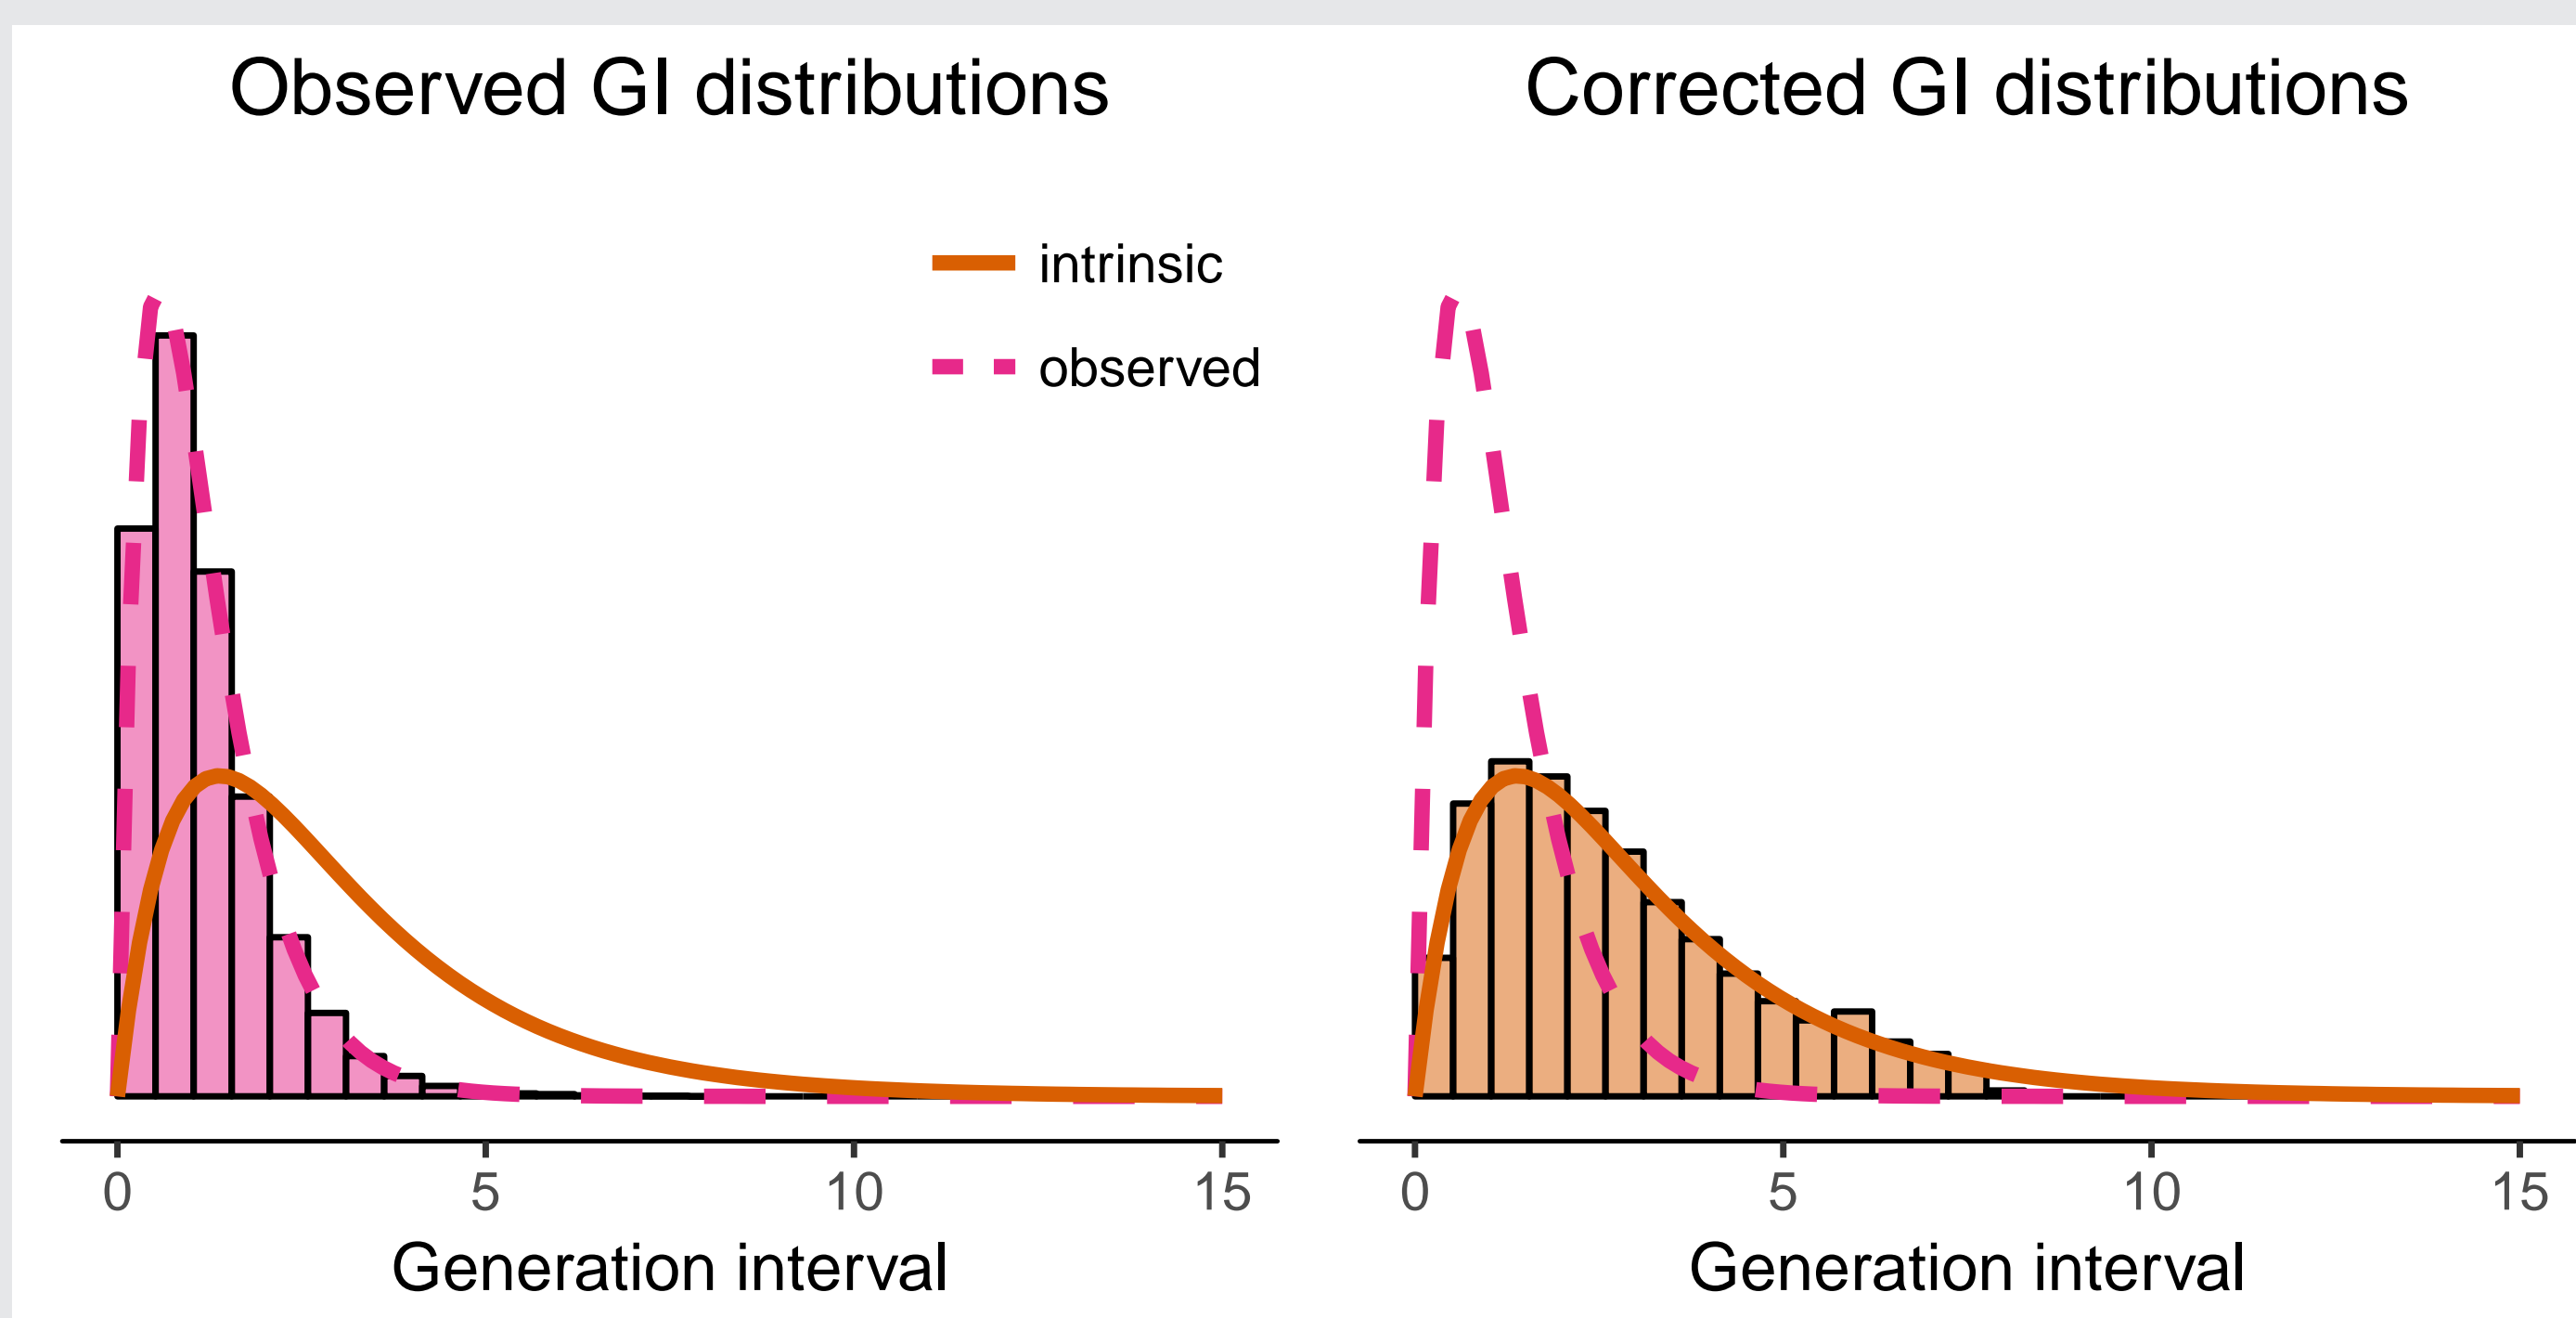 Observed GI distributions
intrinsic
observed
0 5 10 15
Generation interval
Corrected GI distributions
0 5 10 15
Generation interval